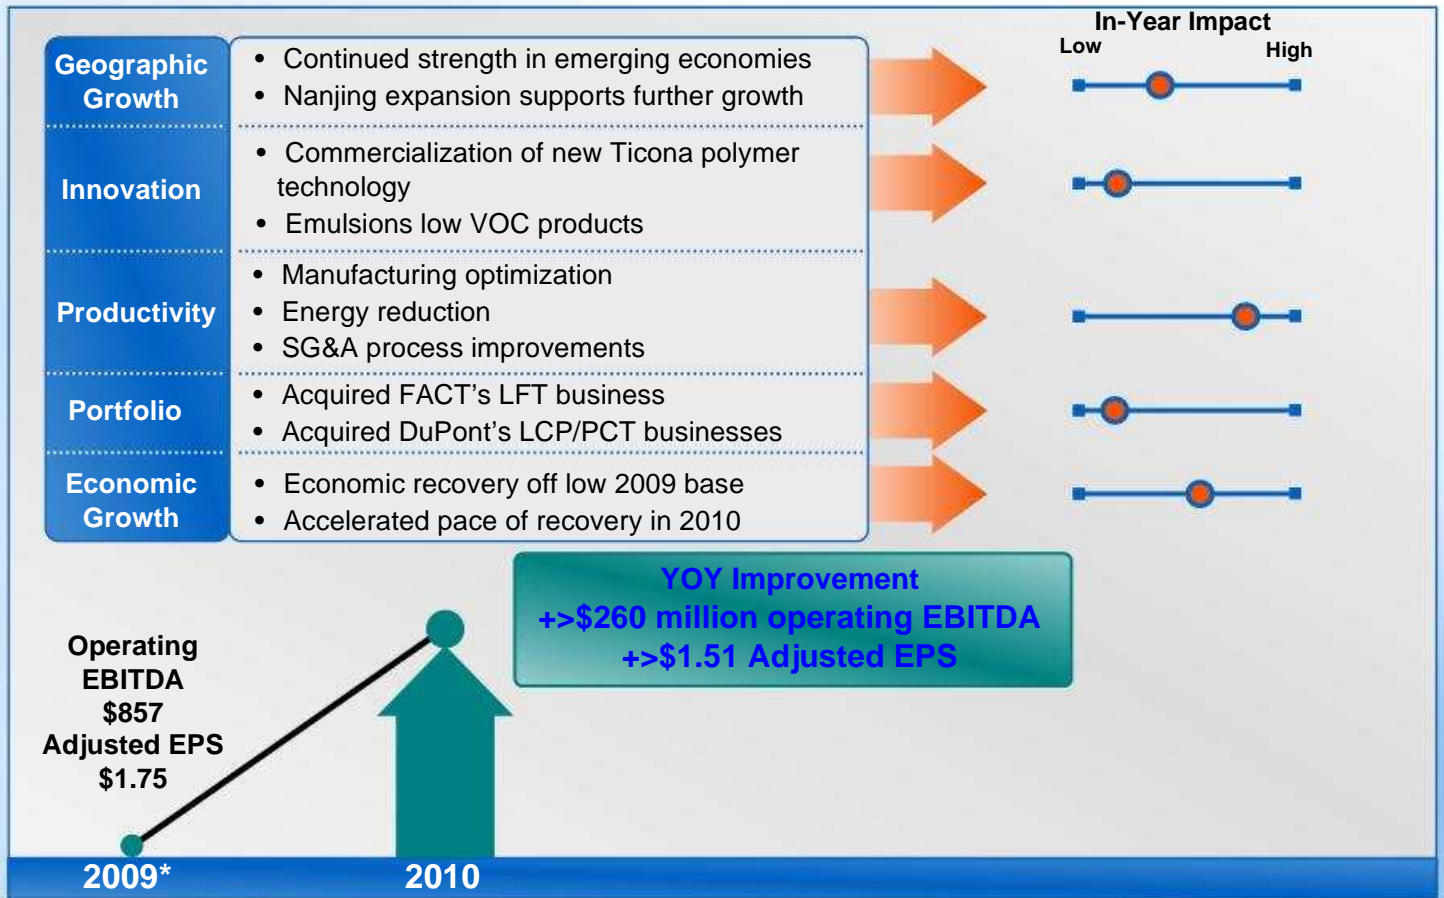 In-Year Impact
Low
High
Geographic
Growth
• Continued strength in emerging economies
• Nanjing expansion supports further growth
Innovation
• Commercialization of new Ticona polymer
technology
• Emulsions low VOC products
Productivity
• Manufacturing optimization
• Energy reduction
• SG&A process improvements
Portfolio
• Acquired FACT’s LFT business
• Acquired DuPont’s LCP/PCT businesses
Economic
Growth
• Economic recovery off low 2009 base
• Accelerated pace of recovery in 2010
YOY Improvement
+>$260 million operating EBITDA
+>$1.51 Adjusted EPS
Operating
EBITDA
$857
Adjusted EPS
$1.75
2009*
2010